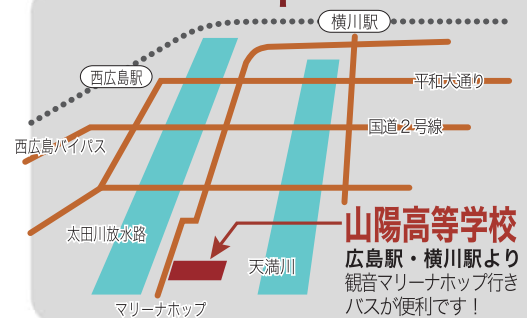 横川駅
西広島駅
平和大通り
国道2号線
西広島バイパス
太田川放水路
天満川
マリーナホップ
山陽高等学校
広島駅・横川駅より
観音マリーナホップ行き
バスが便利です！